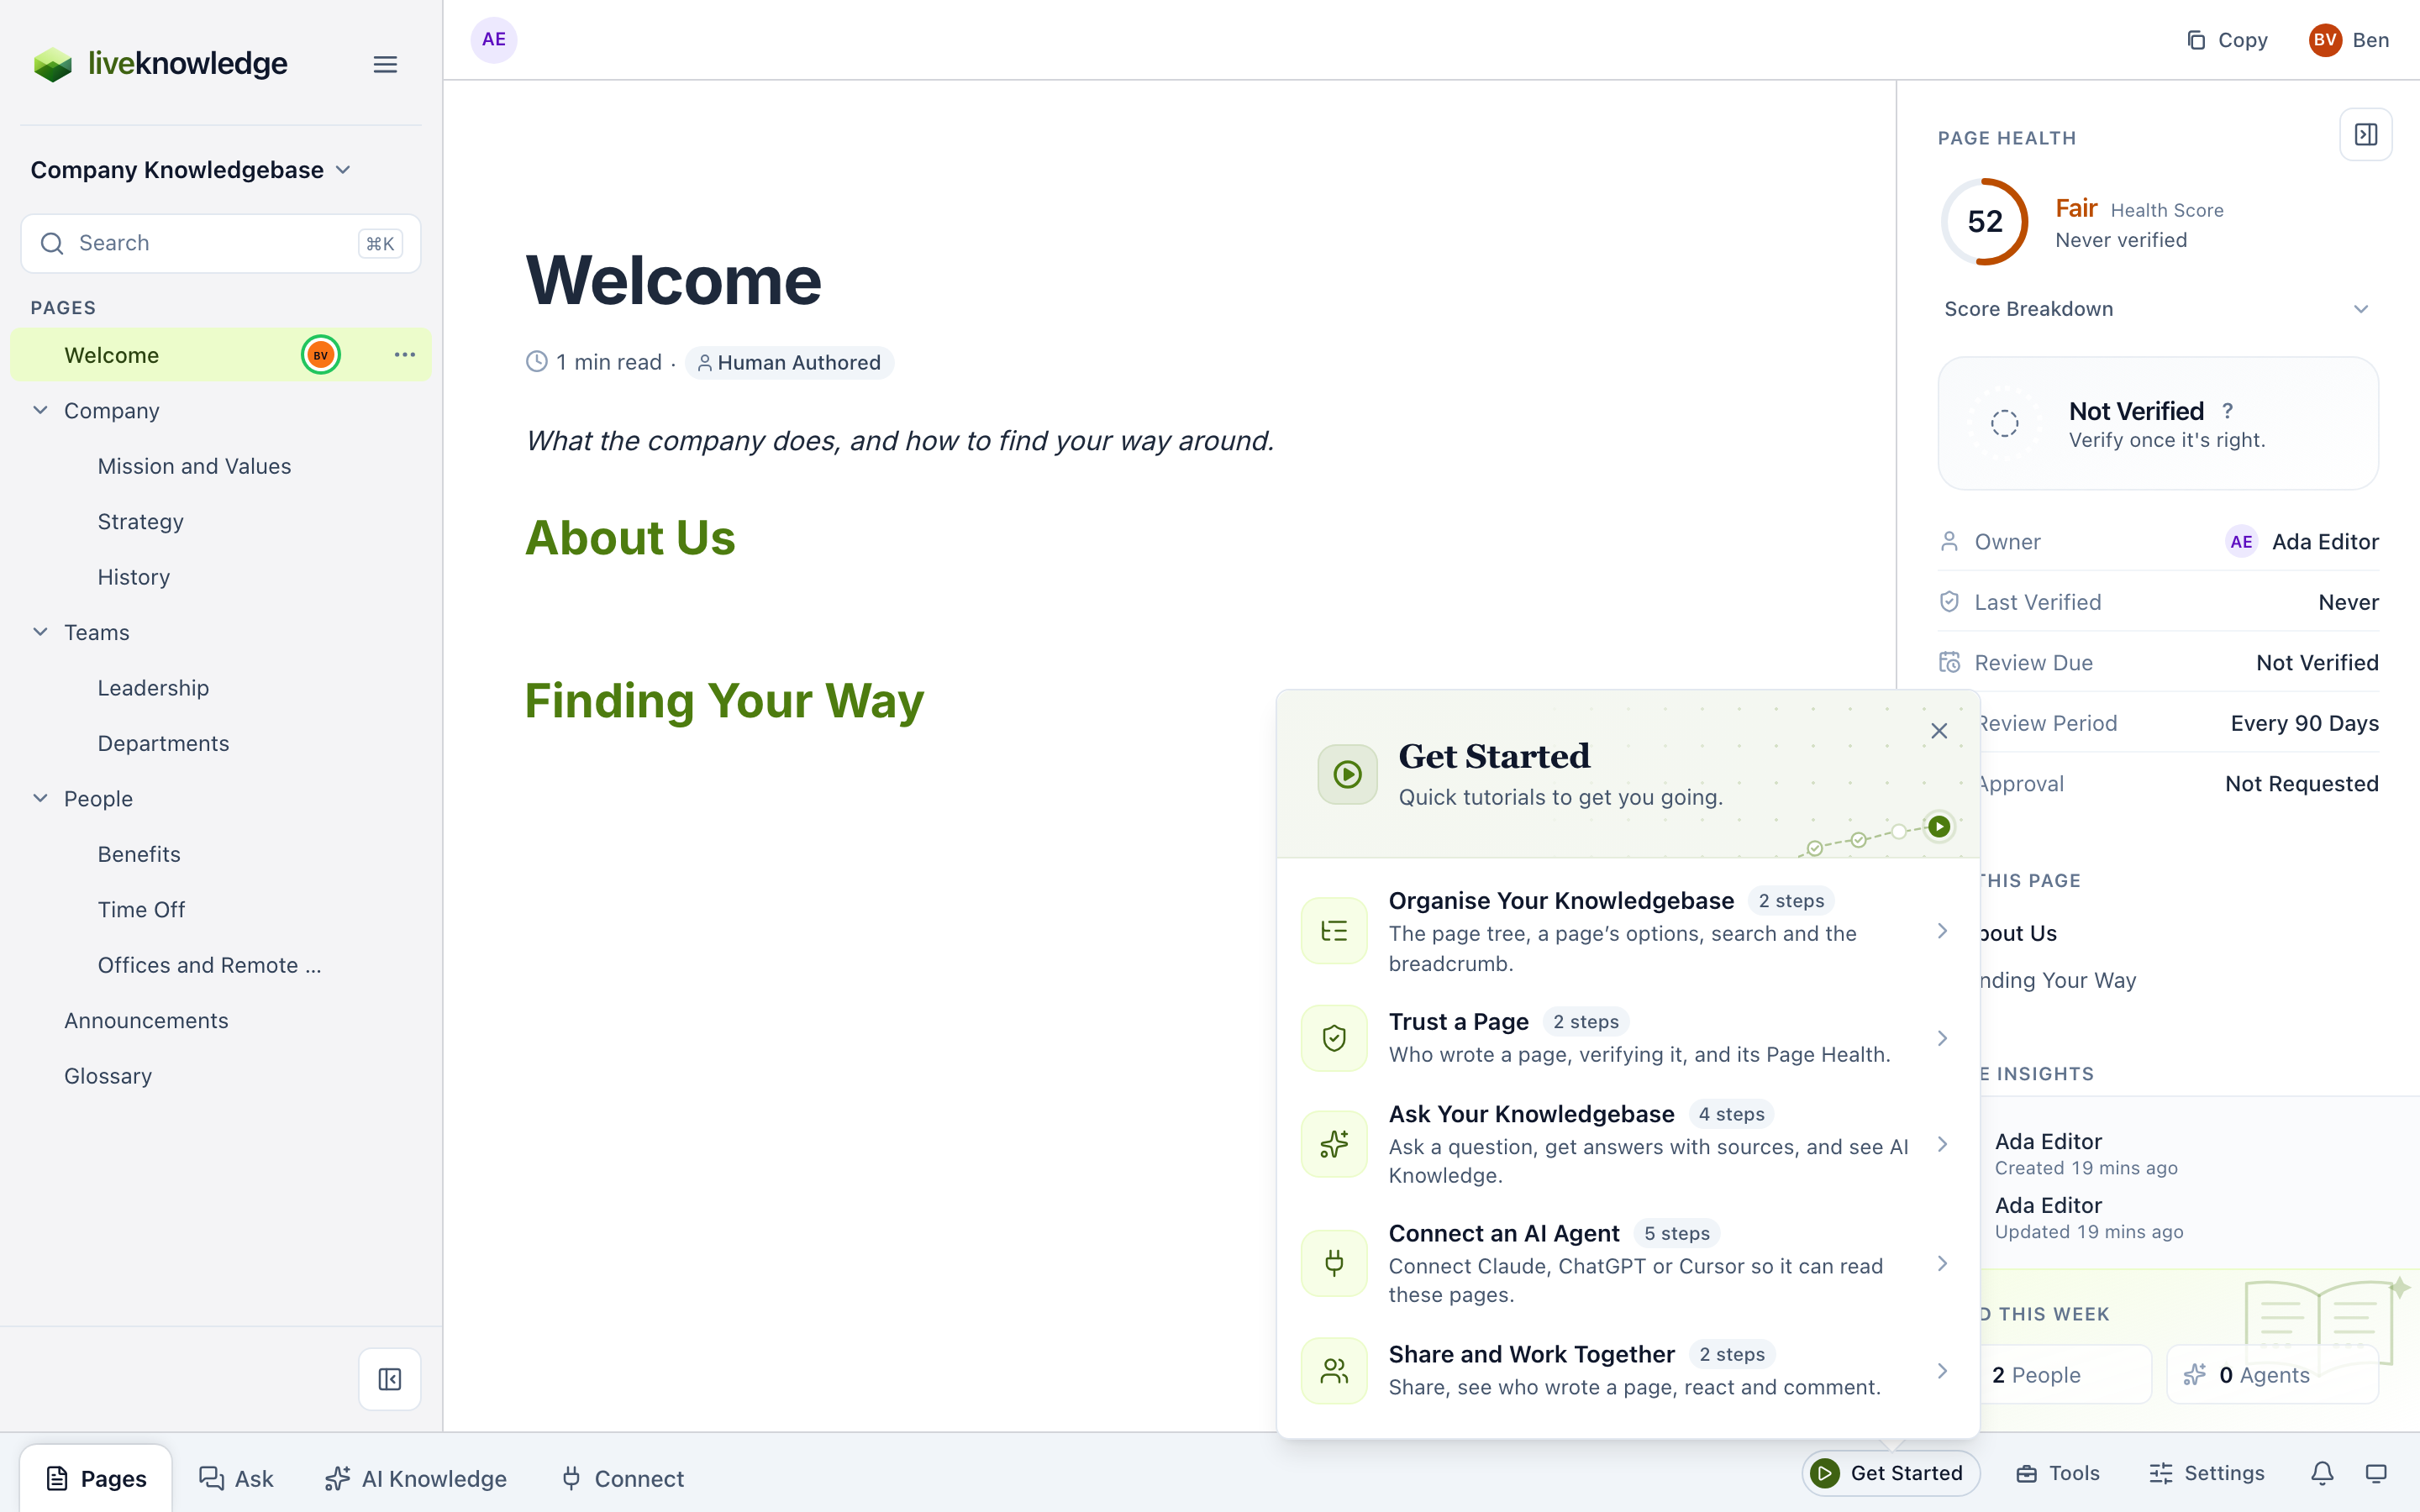 liveknowledge
Company Knowledgebase
Search ⌘K
PAGES
Welcome BV
Company
Mission and Values
Strategy
History
Teams
Leadership
Departments
People
Benefits
Time Off
Offices and Remote ...
Announcements
Glossary
AE
Copy
BV Ben
Welcome
1 min read · Human Authored
What the company does, and how to find your way around.
About Us
Finding Your Way
PAGE HEALTH
52
Fair Health Score
Never verified
Score Breakdown
Not Verified ?
Verify once it's right.
Owner AE Ada Editor
Last Verified Never
Review Due Not Verified
Review Period Every 90 Days
Approval Not Requested
THIS PAGE
bout Us
nding Your Way
E INSIGHTS
Ada Editor
Created 19 mins ago
Ada Editor
Updated 19 mins ago
D THIS WEEK
2 People
0 Agents
Get Started
Quick tutorials to get you going.
Organise Your Knowledgebase 2 steps
The page tree, a page’s options, search and the
breadcrumb.
Trust a Page 2 steps
Who wrote a page, verifying it, and its Page Health.
Ask Your Knowledgebase 4 steps
Ask a question, get answers with sources, and see AI
Knowledge.
Connect an AI Agent 5 steps
Connect Claude, ChatGPT or Cursor so it can read
these pages.
Share and Work Together 2 steps
Share, see who wrote a page, react and comment.
Pages
Ask
AI Knowledge
Connect
Get Started
Tools
Settings